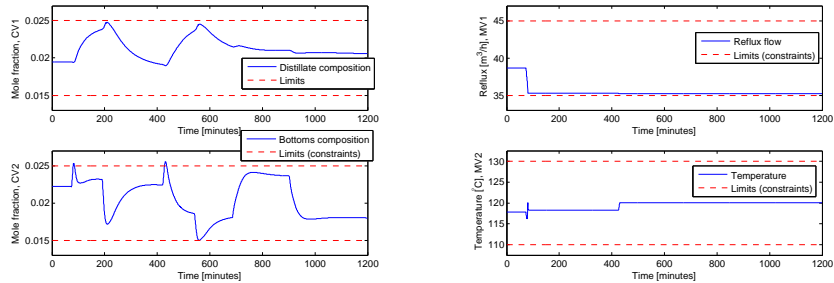 0.025
0.02
0.015
0 200 400 600 800 1000 1200
Time [minutes]
Mole fraction, CV1
Distillate composition
Limits
0.025
0.015
0 200 400 600 800 1000 1200
Time [minutes]
Mole fraction, CV2
Bottoms composition
Limits (constraints)
45
40
35
0 200 400 600 800 1000 1200
Time [minutes]
Reflux [m³/h], MV1
Reflux flow
Limits (constraints)
130
125
120
115
110
0 200 400 600 800 1000 1200
Time [minutes]
Temperature [°C], MV2
Temperature
Limits (constraints)